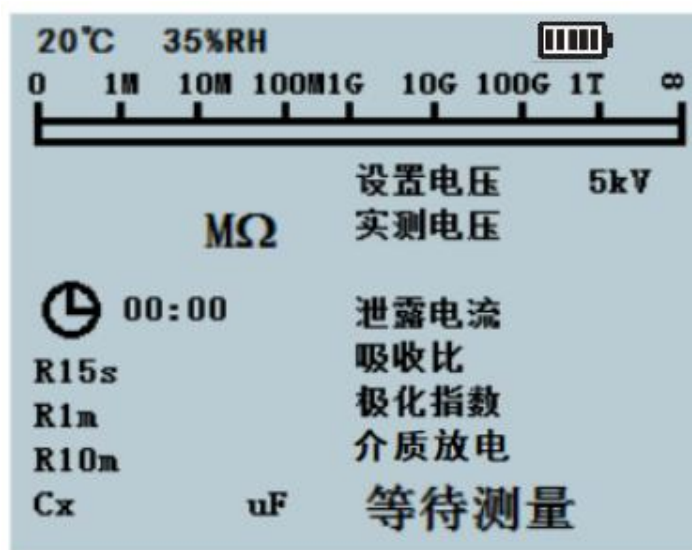 20℃ 35%RH
0 1M 10M 100M 1G 10G 100G 1T ∞
设置电压 5kV
MΩ 实测电压
00:00 泄露电流
R15s 吸收比
R1m 极化指数
R10m 介质放电
Cx uF 等待测量